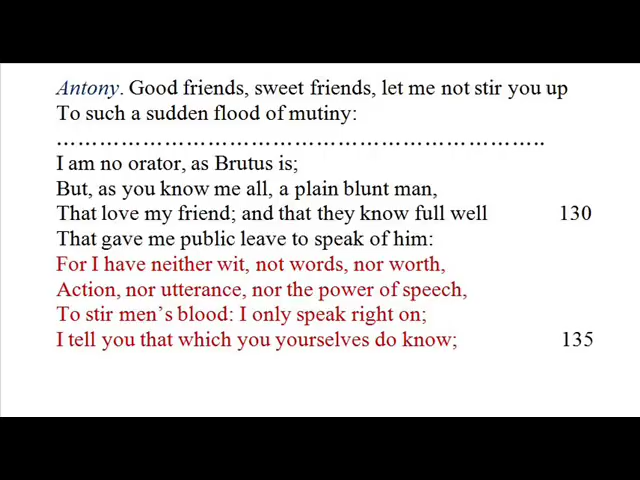 Antony. Good friends, sweet friends, let me not stir you up
To such a sudden flood of mutiny:
…………………………………………………………..
I am no orator, as Brutus is;
But, as you know me all, a plain blunt man,
That love my friend; and that they know full well 130
That gave me public leave to speak of him:
For I have neither wit, not words, nor worth,
Action, nor utterance, nor the power of speech,
To stir men’s blood: I only speak right on;
I tell you that which you yourselves do know; 135